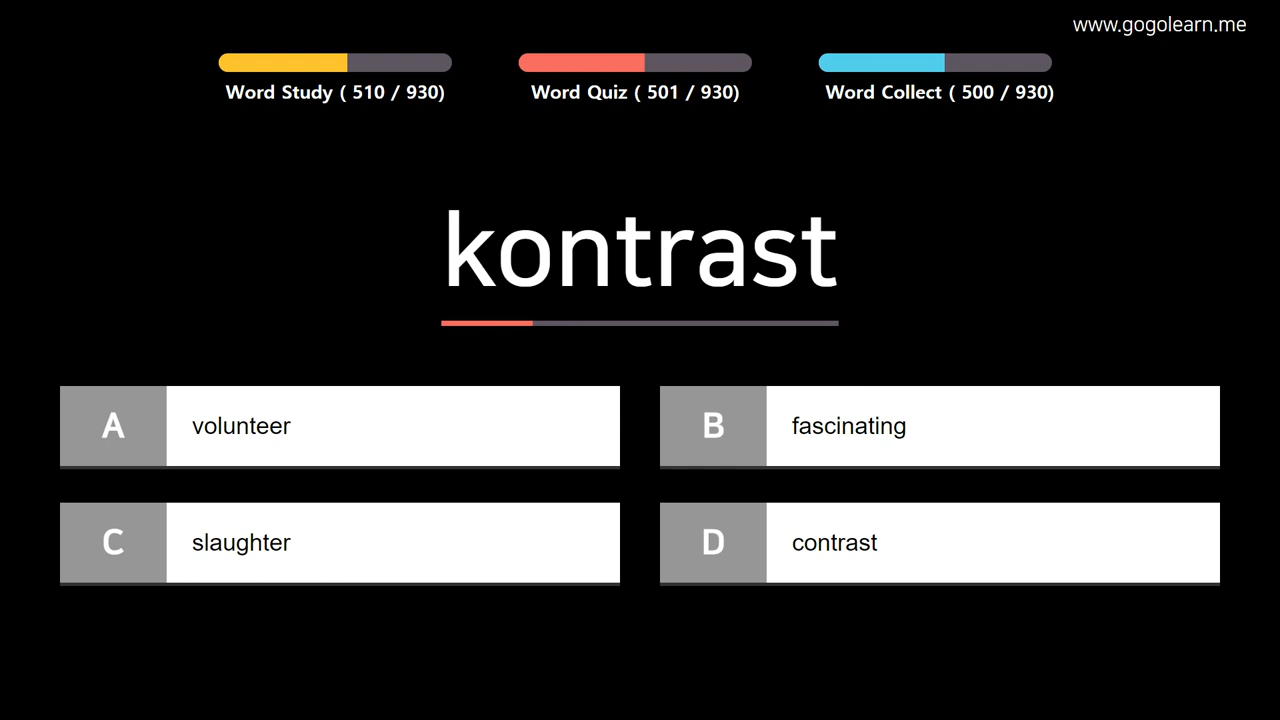 www.gogolearn.me
Word Study ( 510 / 930)
Word Quiz ( 501 / 930)
Word Collect ( 500 / 930)
kontrast
A volunteer
B fascinating
C slaughter
D contrast